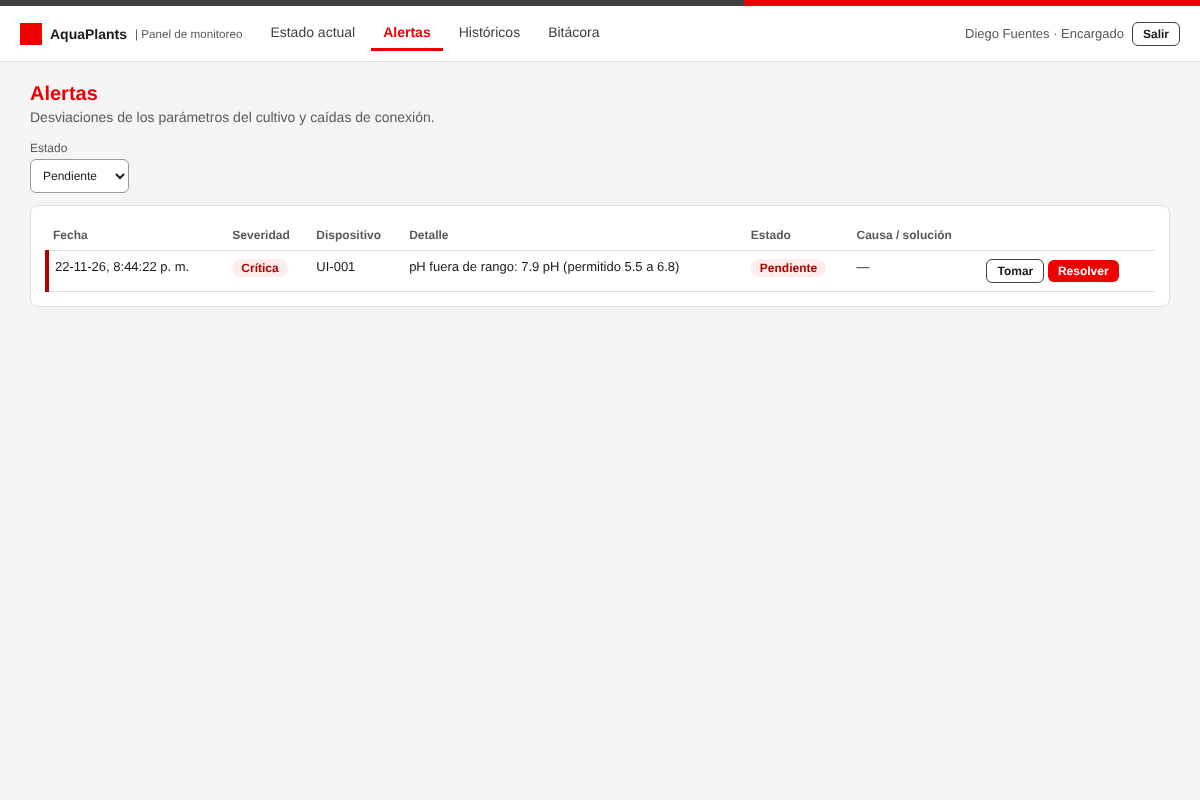 AquaPlants | Panel de monitoreo Estado actual Alertas Históricos Bitácora Diego Fuentes · Encargado Salir
Alertas
Desviaciones de los parámetros del cultivo y caídas de conexión.
Estado
Pendiente
Fecha Severidad Dispositivo Detalle Estado Causa / solución
22-11-26, 8:44:22 p. m. Crítica UI-001 pH fuera de rango: 7.9 pH (permitido 5.5 a 6.8) Pendiente — Tomar Resolver